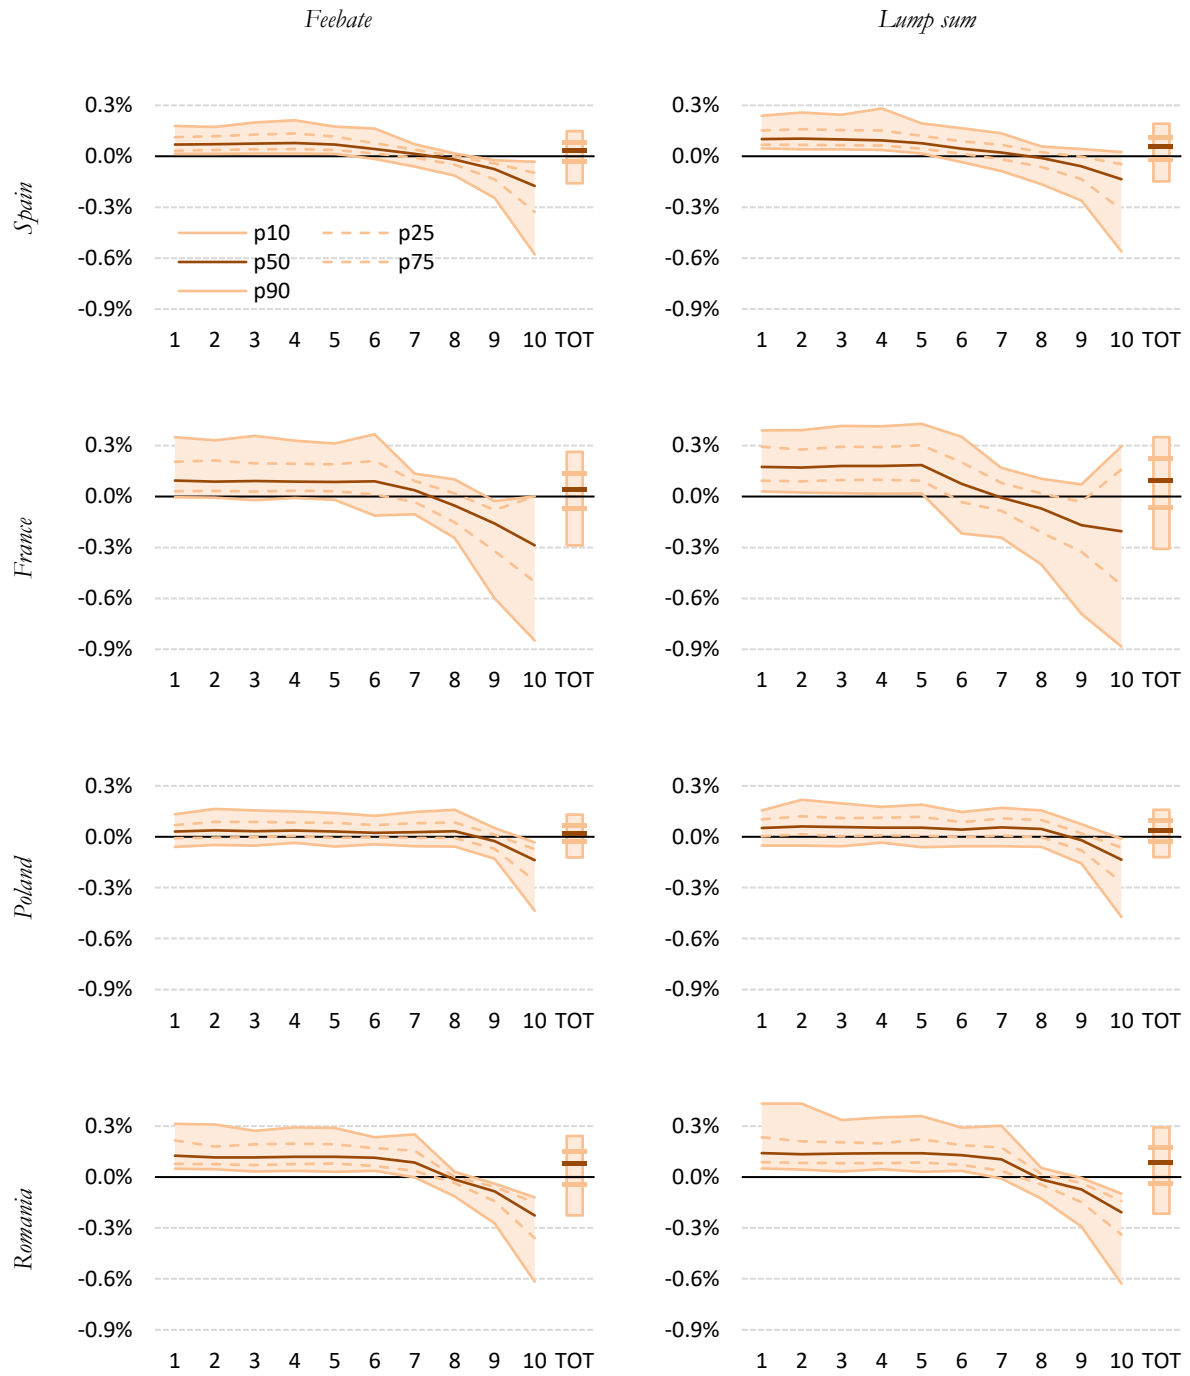 Feebate Lump sum
Spain
0.3% 0.3%
0.0% 0.0%
-0.3% -0.3%
p10 p25
p50 p75
p90
-0.6% -0.6%
-0.9% -0.9%
1 2 3 4 5 6 7 8 9 10 TOT 1 2 3 4 5 6 7 8 9 10 TOT
France
0.3% 0.3%
0.0% 0.0%
-0.3% -0.3%
-0.6% -0.6%
-0.9% -0.9%
1 2 3 4 5 6 7 8 9 10 TOT 1 2 3 4 5 6 7 8 9 10 TOT
Poland
0.3% 0.3%
0.0% 0.0%
-0.3% -0.3%
-0.6% -0.6%
-0.9% -0.9%
1 2 3 4 5 6 7 8 9 10 TOT 1 2 3 4 5 6 7 8 9 10 TOT
Romania
0.3% 0.3%
0.0% 0.0%
-0.3% -0.3%
-0.6% -0.6%
-0.9% -0.9%
1 2 3 4 5 6 7 8 9 10 TOT 1 2 3 4 5 6 7 8 9 10 TOT